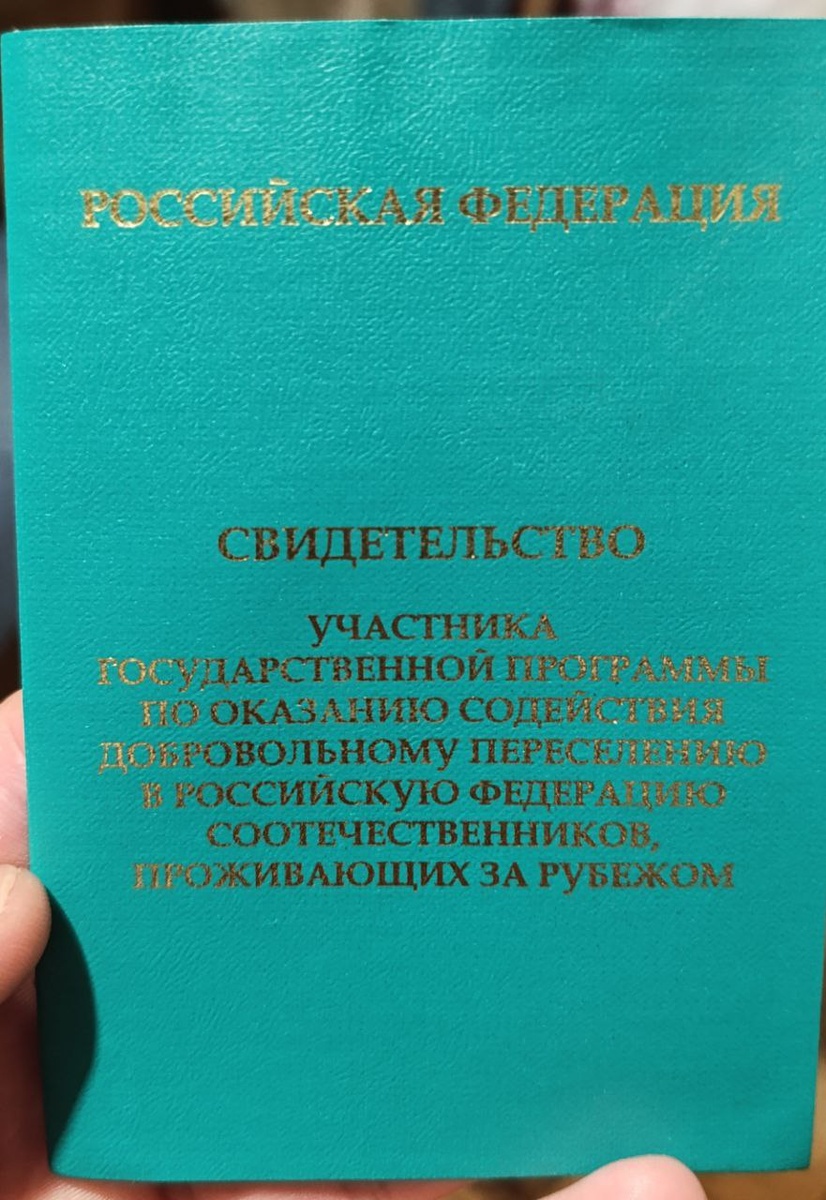 РОССИЙСКАЯ ФЕДЕРАЦИЯ
СВИДЕТЕЛЬСТВО
УЧАСТНИКА
ГОСУДАРСТВЕННОЙ ПРОГРАММЫ
ПО ОКАЗАНИЮ СОДЕЙСТВИЯ
ДОБРОВОЛЬНОМУ ПЕРЕСЕЛЕНИЮ
В РОССИЙСКУЮ ФЕДЕРАЦИЮ
СООТЕЧЕСТВЕННИКОВ,
ПРОЖИВАЮЩИХ ЗА РУБЕЖОМ